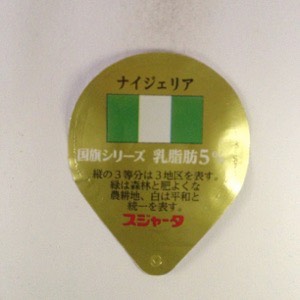 ナイジェリア
国旗シリーズ 乳脂肪5%
縦の3等分は3地区を表す。
緑は森林と肥よくな
農耕地、白は平和と
統一を表す。
スジャータ